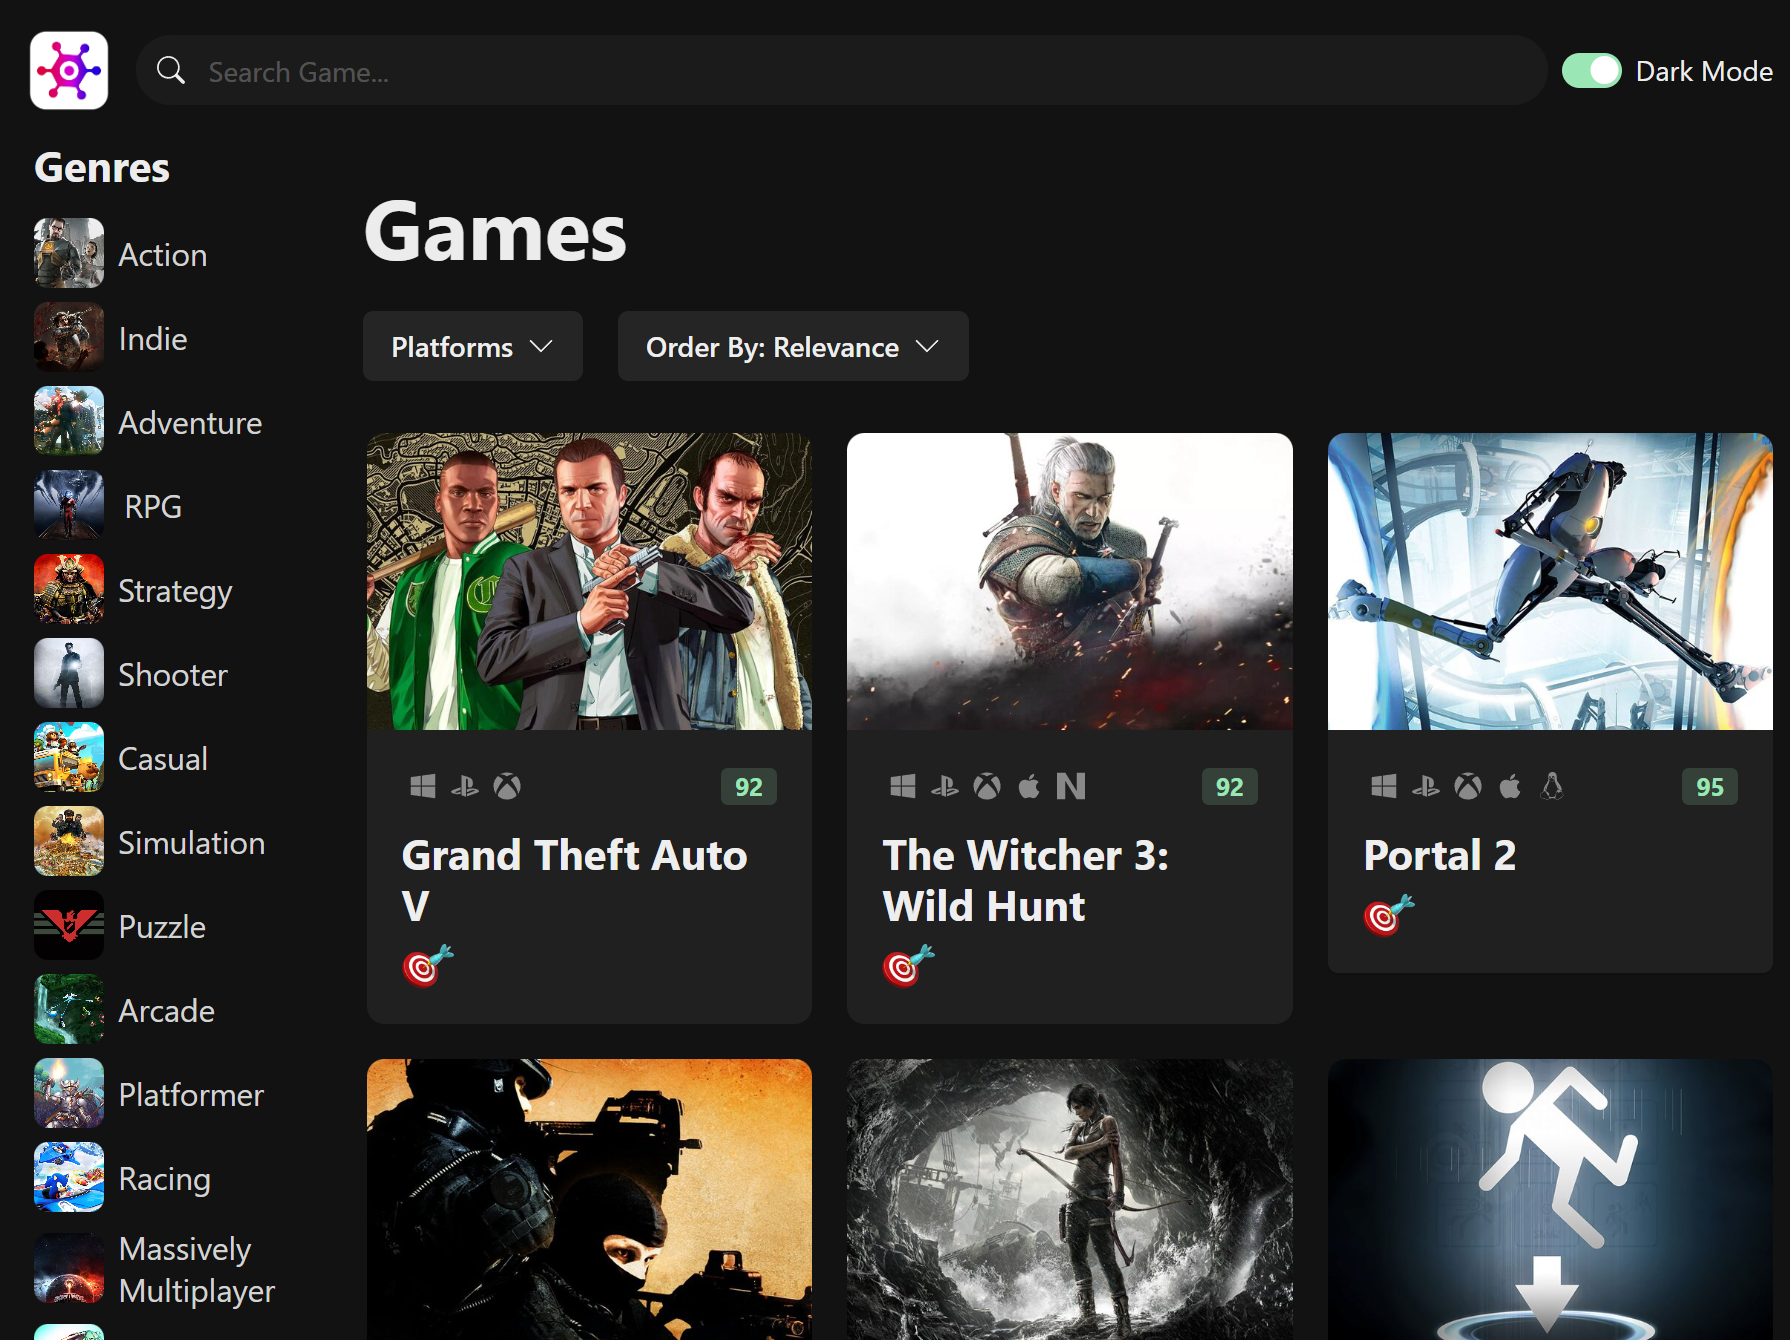 Search Game...
Dark Mode
Genres
Action
Indie
Adventure
RPG
Strategy
Shooter
Casual
Simulation
Puzzle
Arcade
Platformer
Racing
Massively
Multiplayer
Games
Platforms
Order By: Relevance
92
Grand Theft Auto
V
92
The Witcher 3:
Wild Hunt
95
Portal 2